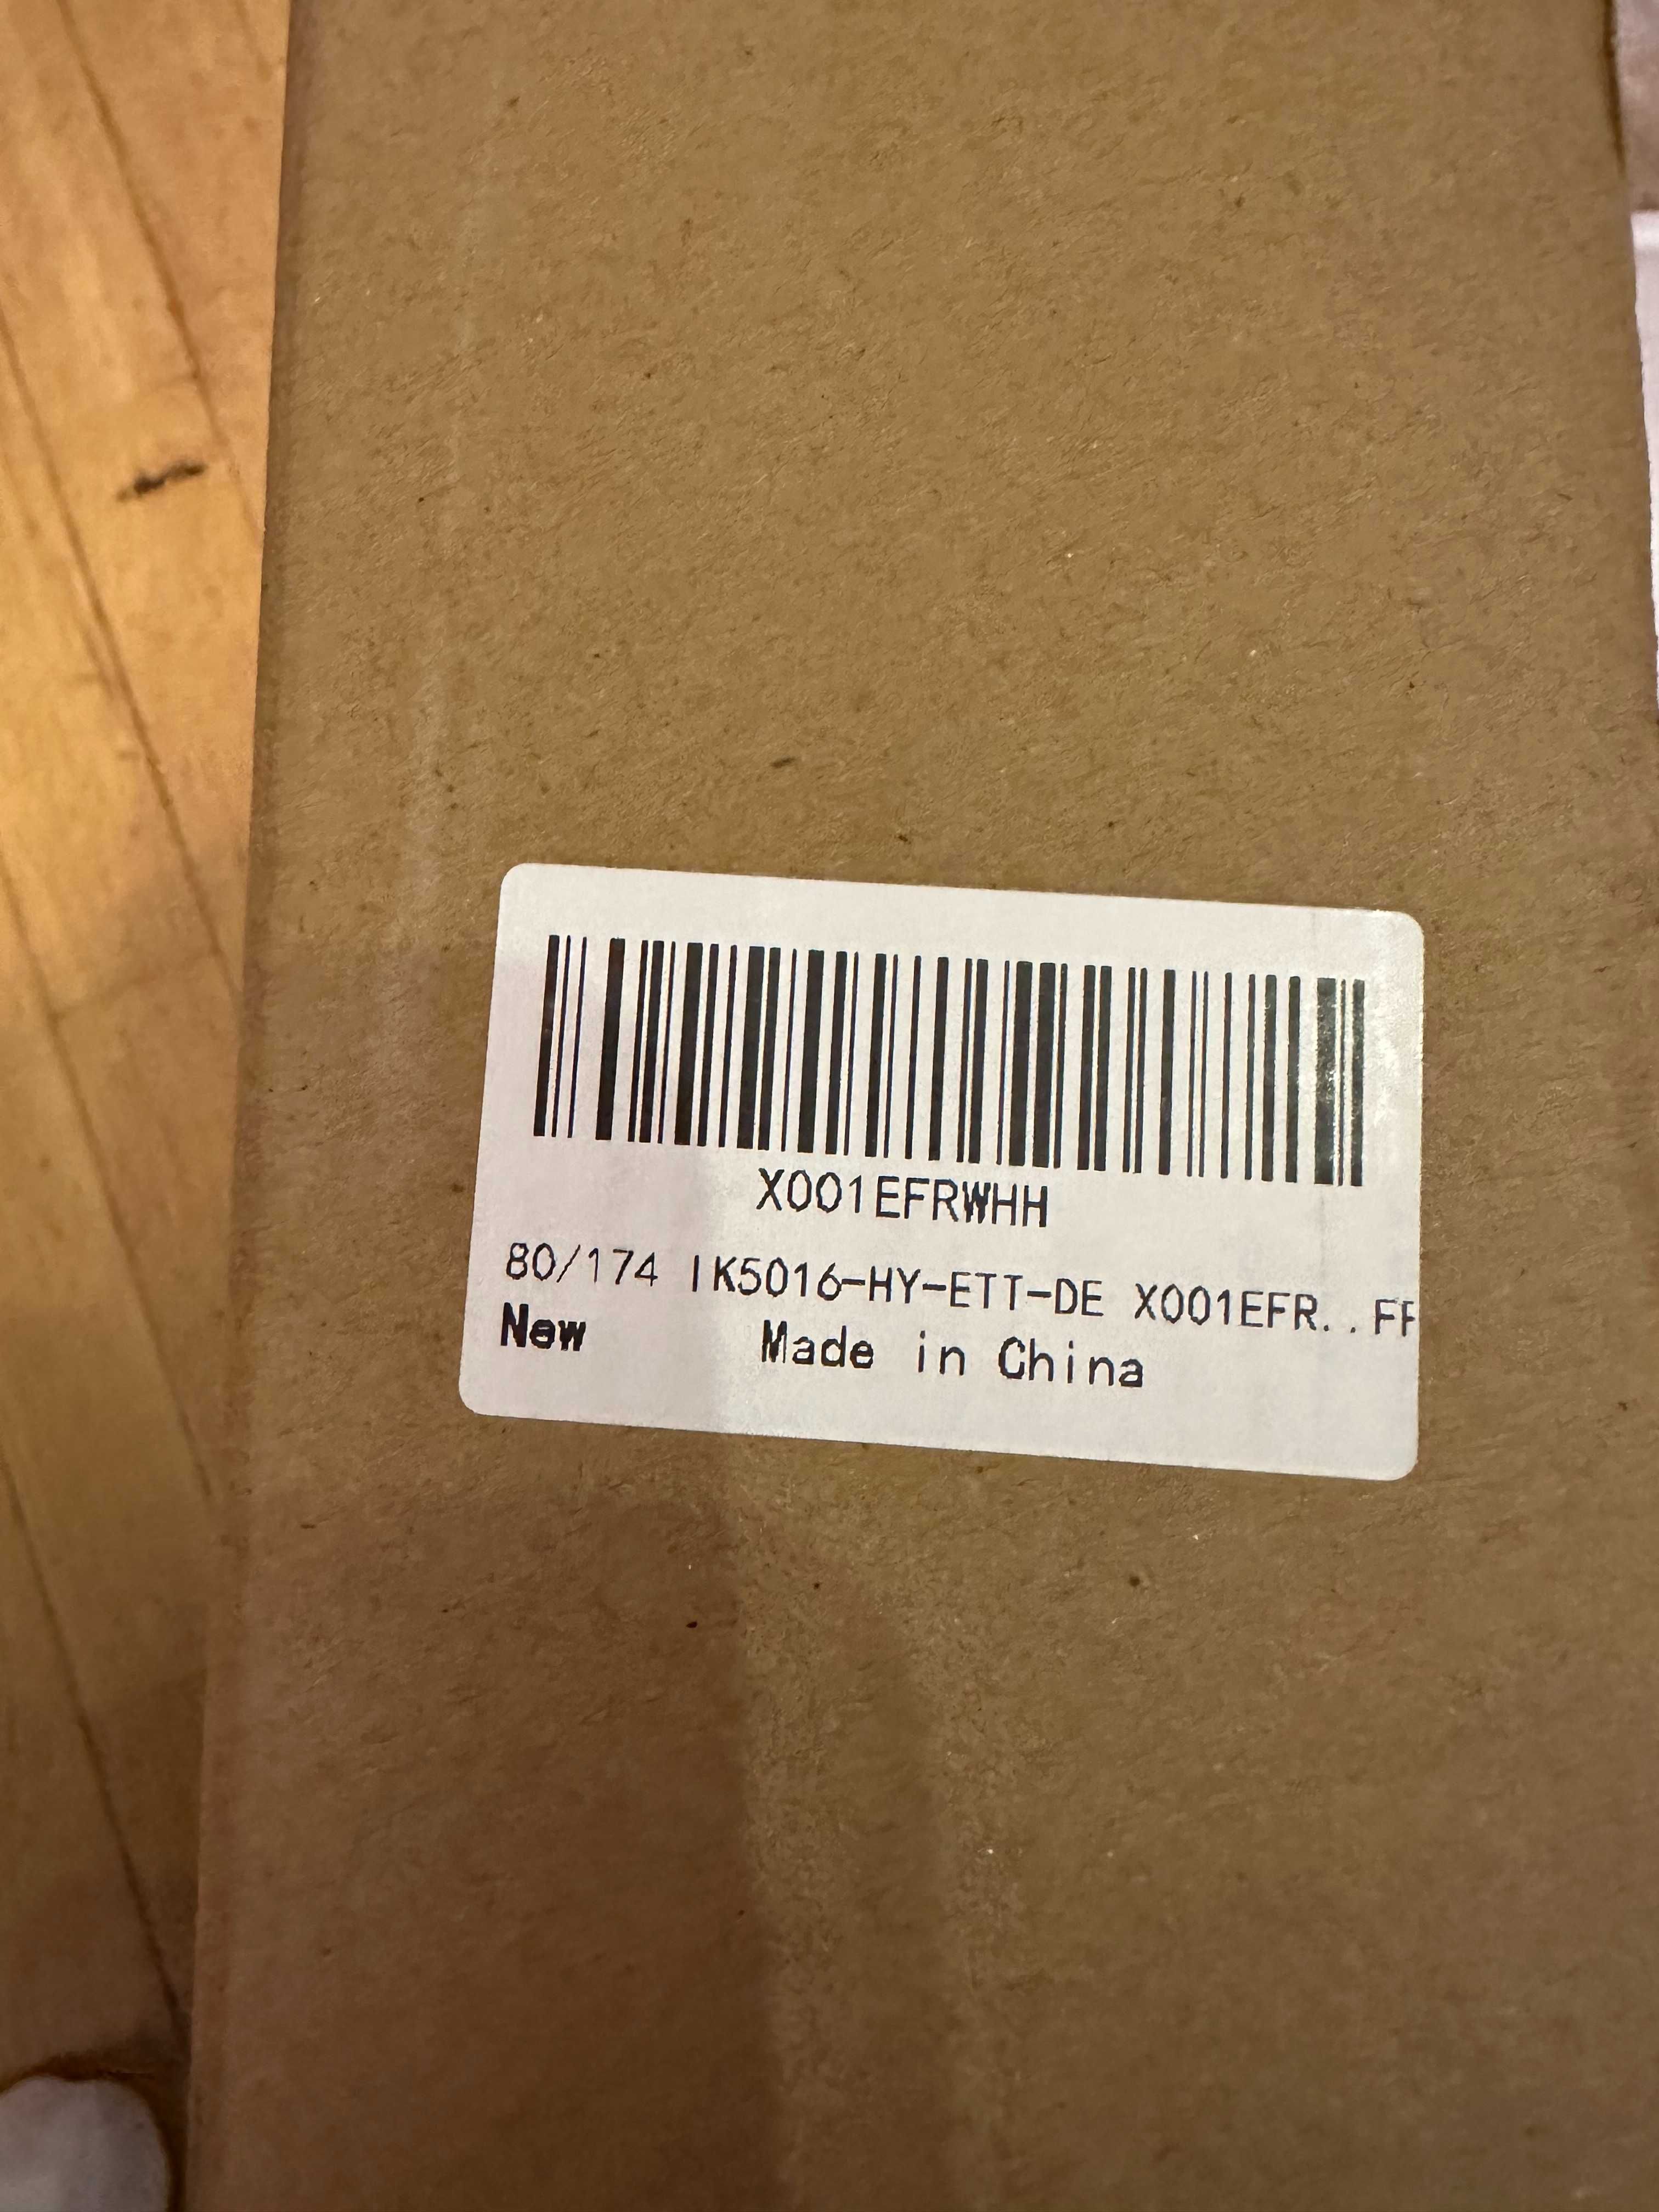 X001EFRWHH
80/174 IK5016-HY-ETT-DE X001EFR..FF
New Made in China